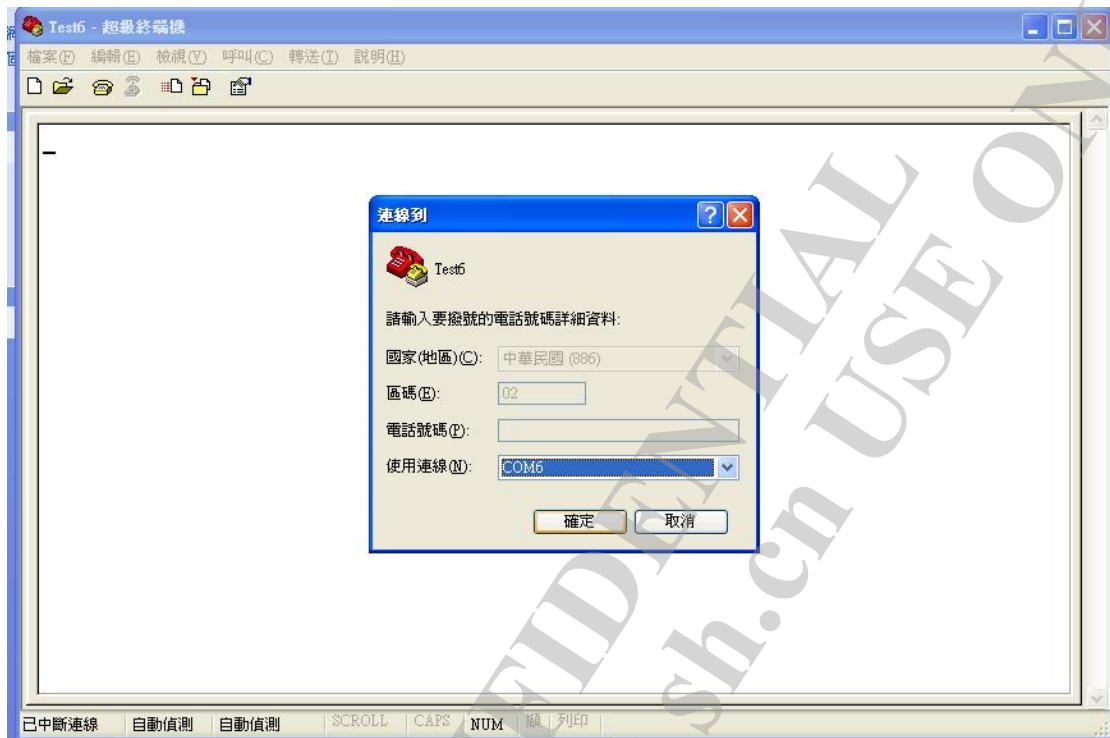 Test6 - 超級終端機
檔案(F) 編輯(E) 檢視(V) 呼叫(C) 轉送(T) 說明(H)
連線到
Test6
請輸入要撥號的電話號碼詳細資料:
國家(地區)(C): 中華民國 (886)
區碼(E): 02
電話號碼(P):
使用連線(N): COM6
確定 取消
已中斷連線 自動偵測 自動偵測 SCROLL CAPS NUM 擷 列印
FIDENTIAL
sh.cn USE ON